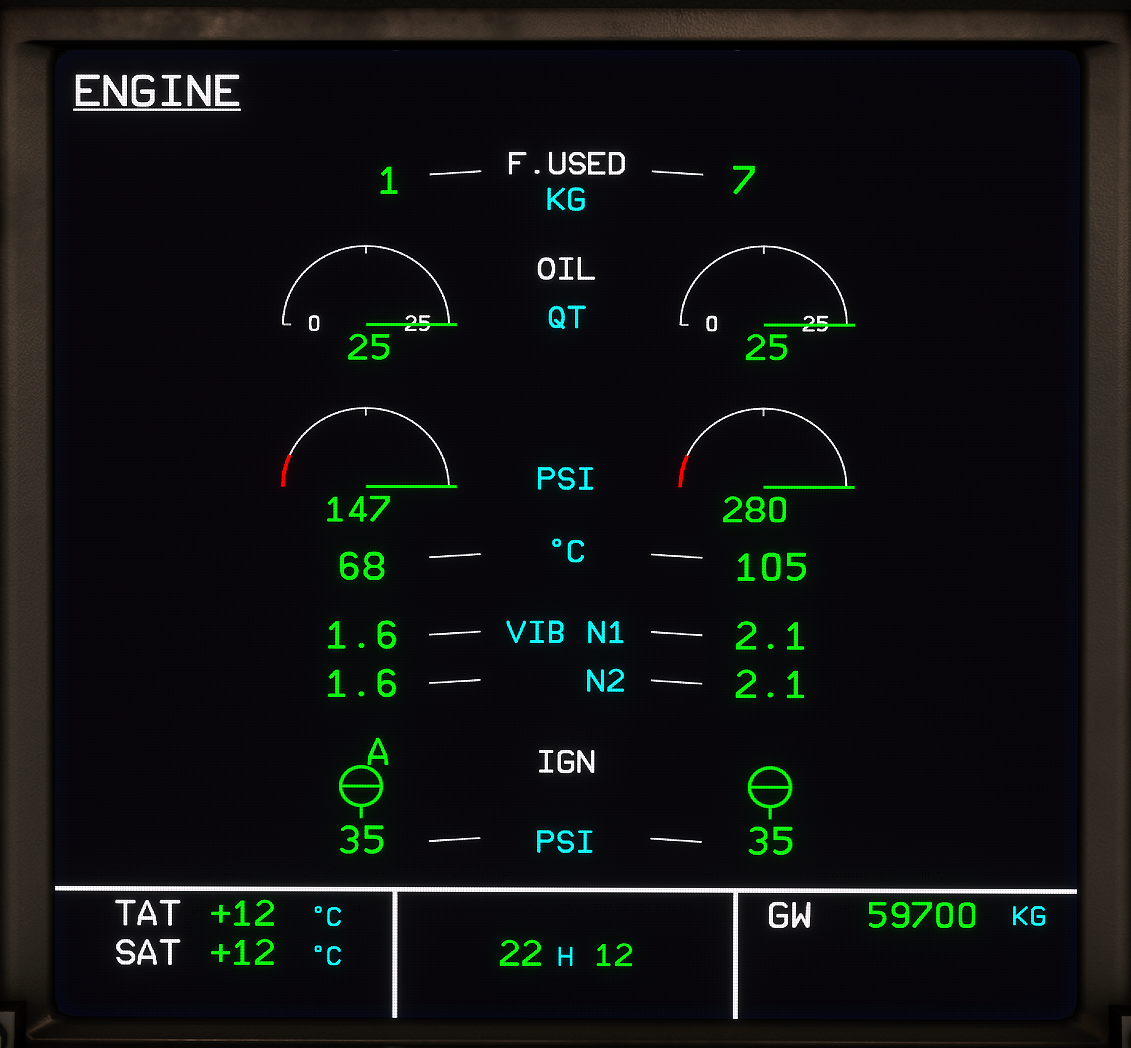 ENGINE
1 F.USED 7
KG
OIL
0 25 QT 0 25
25 25
PSI
147 280
68 °C 105
1.6 VIB N1 2.1
1.6 N2 2.1
A IGN
35 PSI 35
TAT +12 °C GW 59700 KG
SAT +12 °C 22 H 12